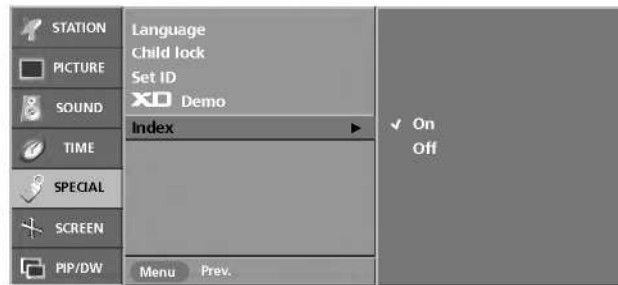 STATION
PICTURE
SOUND
TIME
SPECIAL
SCREEN
PIP/DW
Language
Child lock
Set ID
XD Demo
Index
Menu Prev.
On
Off